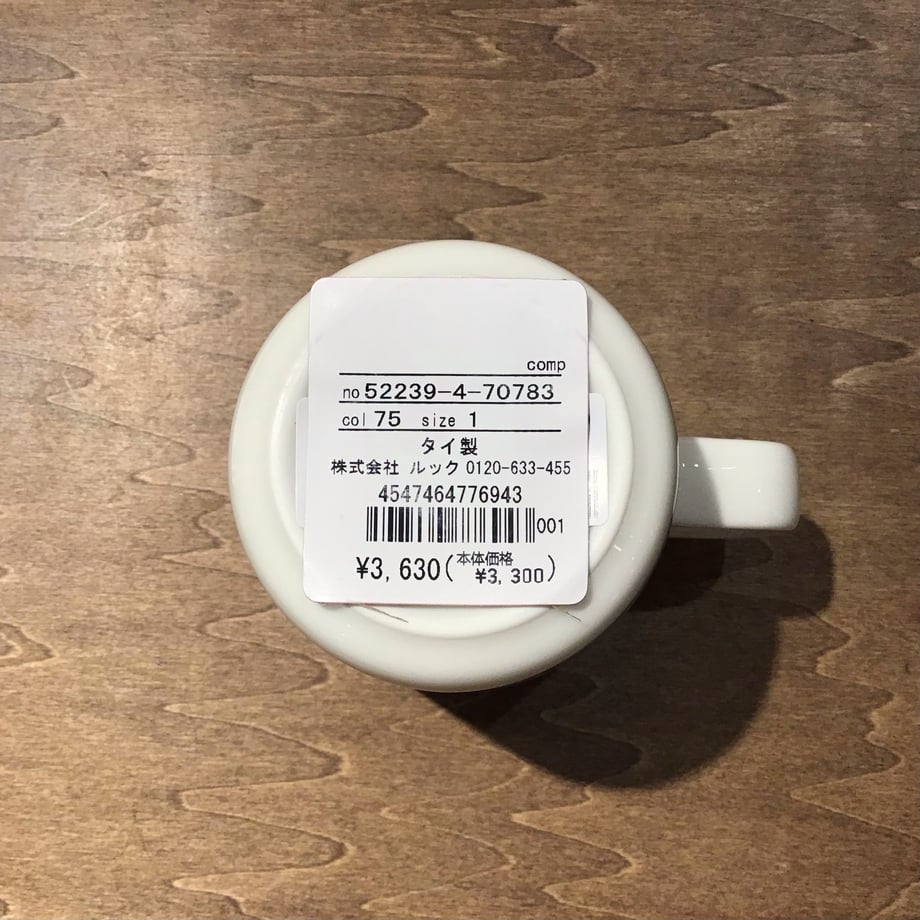 comp
no 52239-4-70783
col 75 size 1
タイ製
株式会社 ルック 0120-633-455
4547464776943
001
¥3,630(本体価格 ¥3,300)